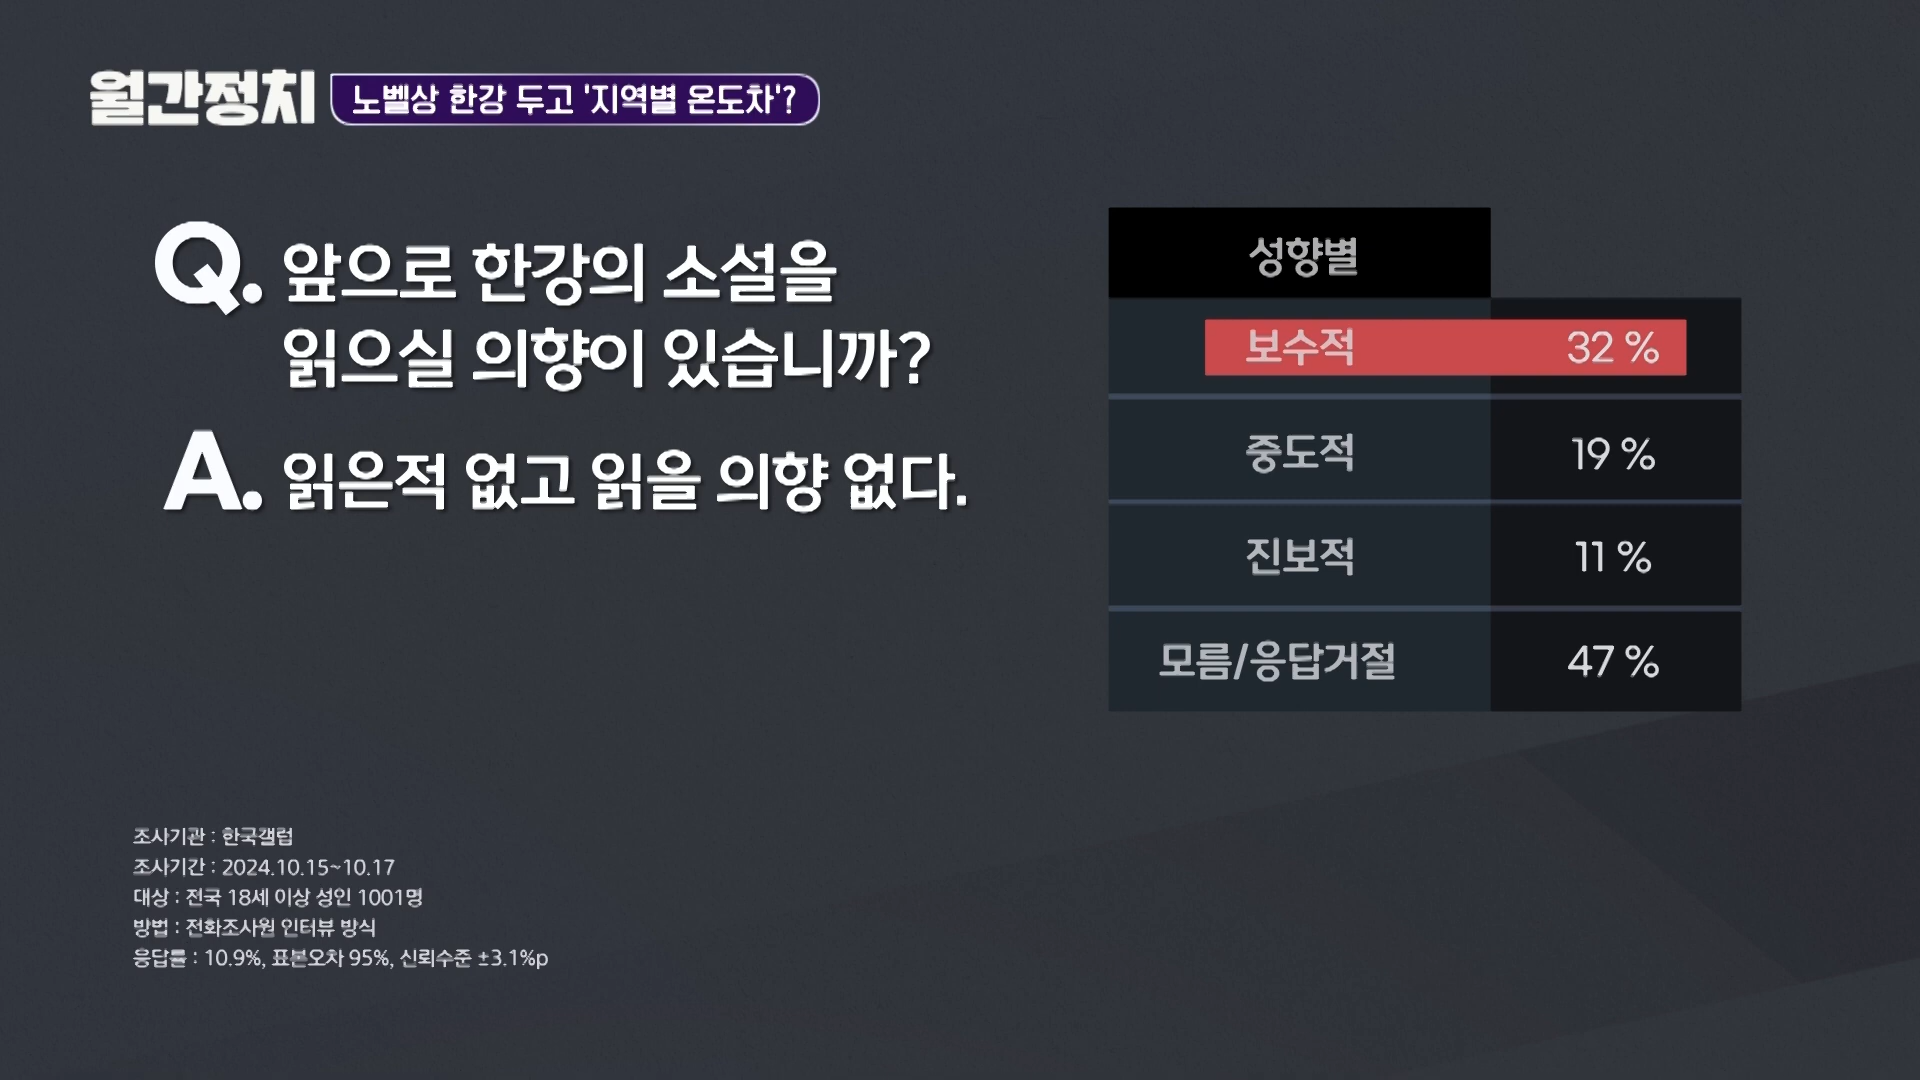 월간정치 노벨상 한강 두고 '지역별 온도차'?
Q. 앞으로 한강의 소설을
읽으실 의향이 있습니까?
A. 읽은적 없고 읽을 의향 없다.
성향별
보수적 32 %
중도적 19 %
진보적 11 %
모름/응답거절 47 %
조사기관 : 한국갤럽
조사기간 : 2024.10.15~10.17
대상 : 전국 18세 이상 성인 1001명
방법 : 전화조사원 인터뷰 방식
응답률 : 10.9%, 표본오차 95%, 신뢰수준 ±3.1%p